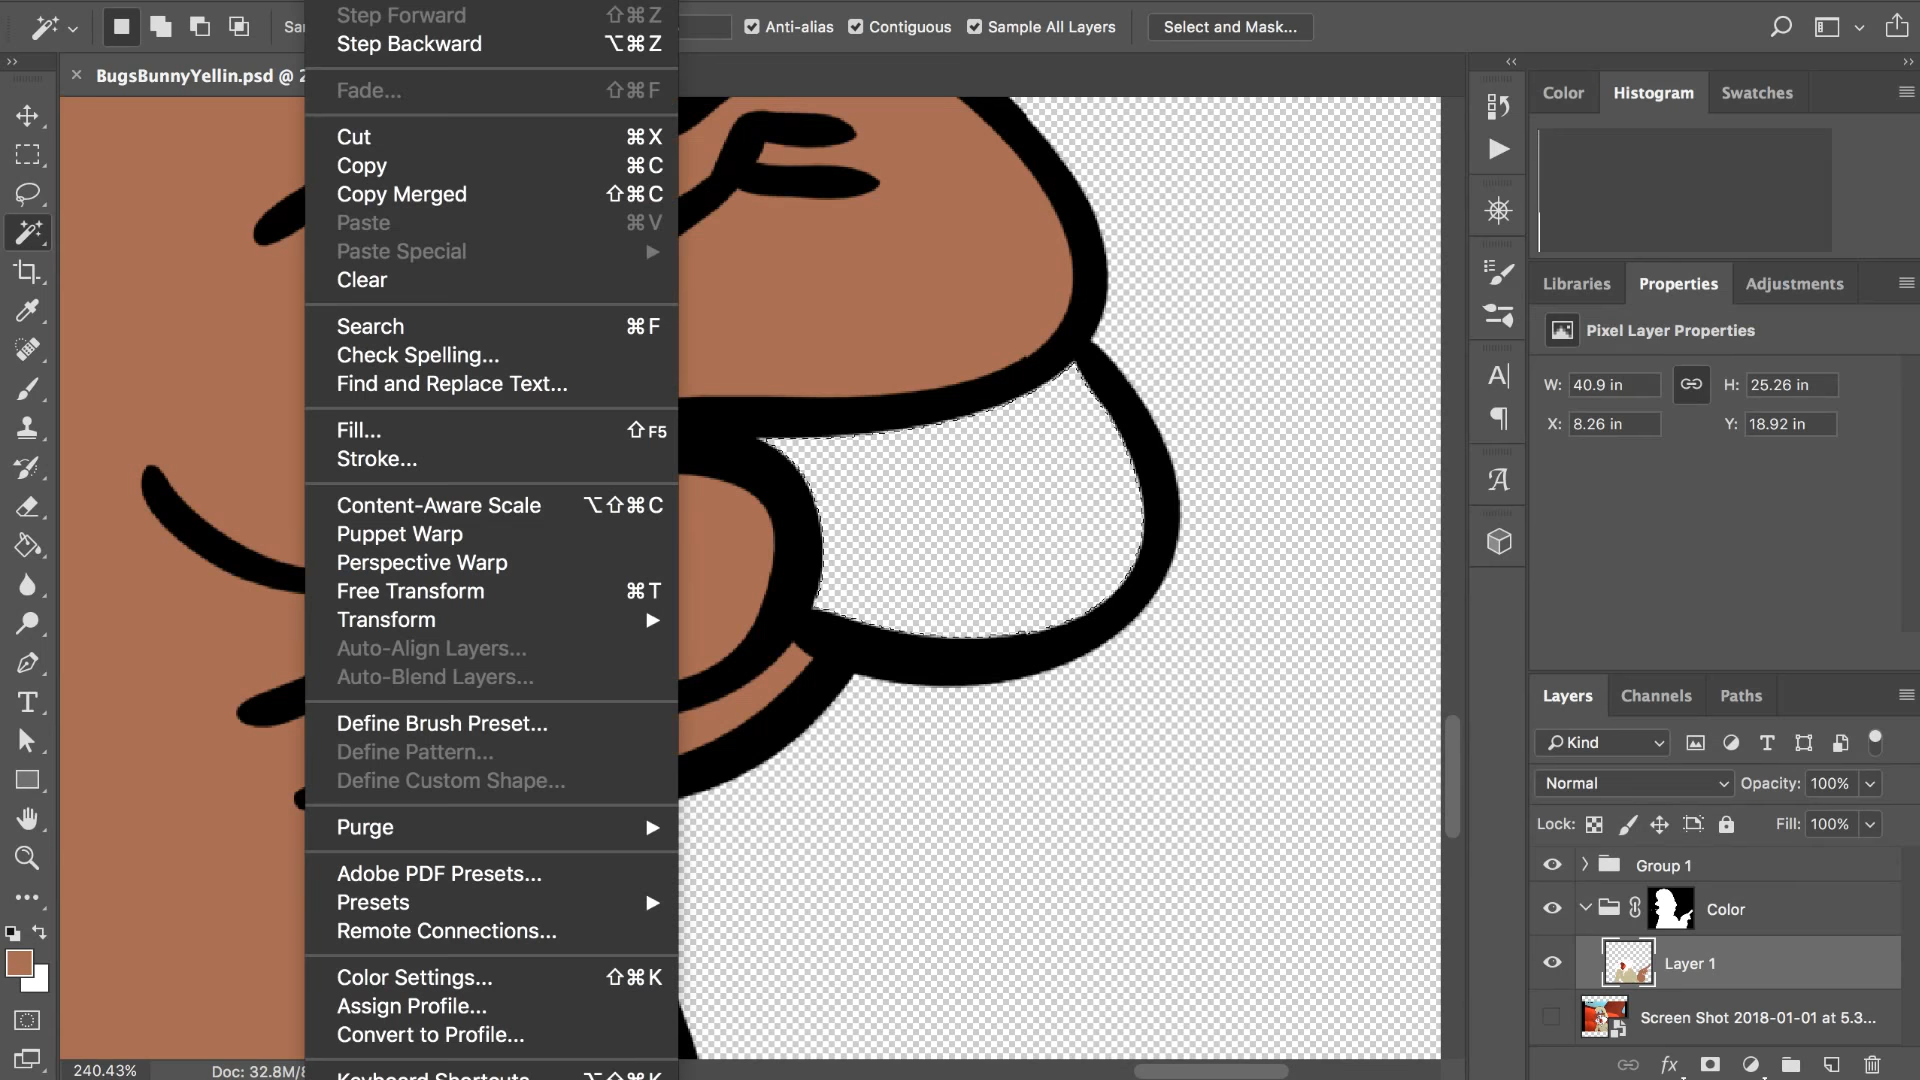 Step Forward ⇧⌘Z
Step Backward ⌥⌘Z
Anti-alias
Contiguous
Sample All Layers
Select and Mask...
BugsBunnyYellin.psd @
Fade... ⇧⌘F
Cut ⌘X
Copy ⌘C
Copy Merged ⇧⌘C
Paste ⌘V
Paste Special
Clear
Search ⌘F
Check Spelling...
Find and Replace Text...
Fill... ⇧F5
Stroke...
Content-Aware Scale ⌥⇧⌘C
Puppet Warp
Perspective Warp
Free Transform ⌘T
Transform
Auto-Align Layers...
Auto-Blend Layers...
Define Brush Preset...
Define Pattern...
Define Custom Shape...
Purge
Adobe PDF Presets...
Presets
Remote Connections...
Color Settings... ⇧⌘K
Assign Profile...
Convert to Profile...
240.43%
Doc: 32.8M/
Color Histogram Swatches
Libraries Properties Adjustments
Pixel Layer Properties
W: 40.9 in H: 25.26 in
X: 8.26 in Y: 18.92 in
Layers Channels Paths
Kind
Normal Opacity: 100%
Lock: Fill: 100%
Group 1
Color
Layer 1
Screen Shot 2018-01-01 at 5.3...
fx